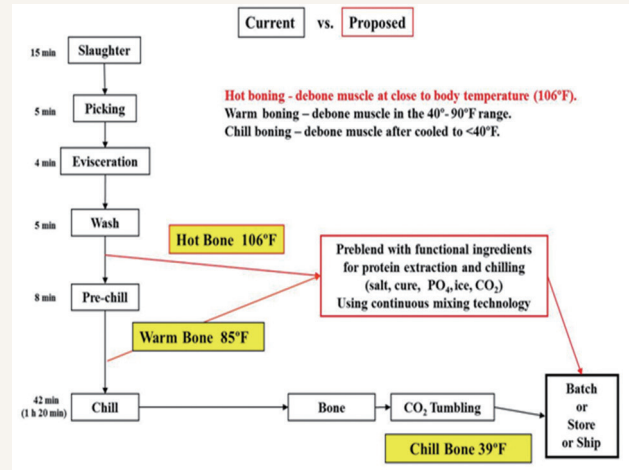 Current vs. Proposed
15 min Slaughter
Hot boning - debone muscle at close to body temperature (106°F).
Warm boning – debone muscle in the 40°- 90°F range.
Chill boning – debone muscle after cooled to <40°F.
5 min Picking
4 min Evisceration
5 min Wash
Hot Bone 106°F
Preblend with functional ingredients
for protein extraction and chilling
(salt, cure, PO₄, ice, CO₂)
Using continuous mixing technology
8 min Pre-chill
Warm Bone 85°F
42 min
(1 h 20 min)
Chill
Bone
CO₂ Tumbling
Batch
or
Store
or Ship
Chill Bone 39°F